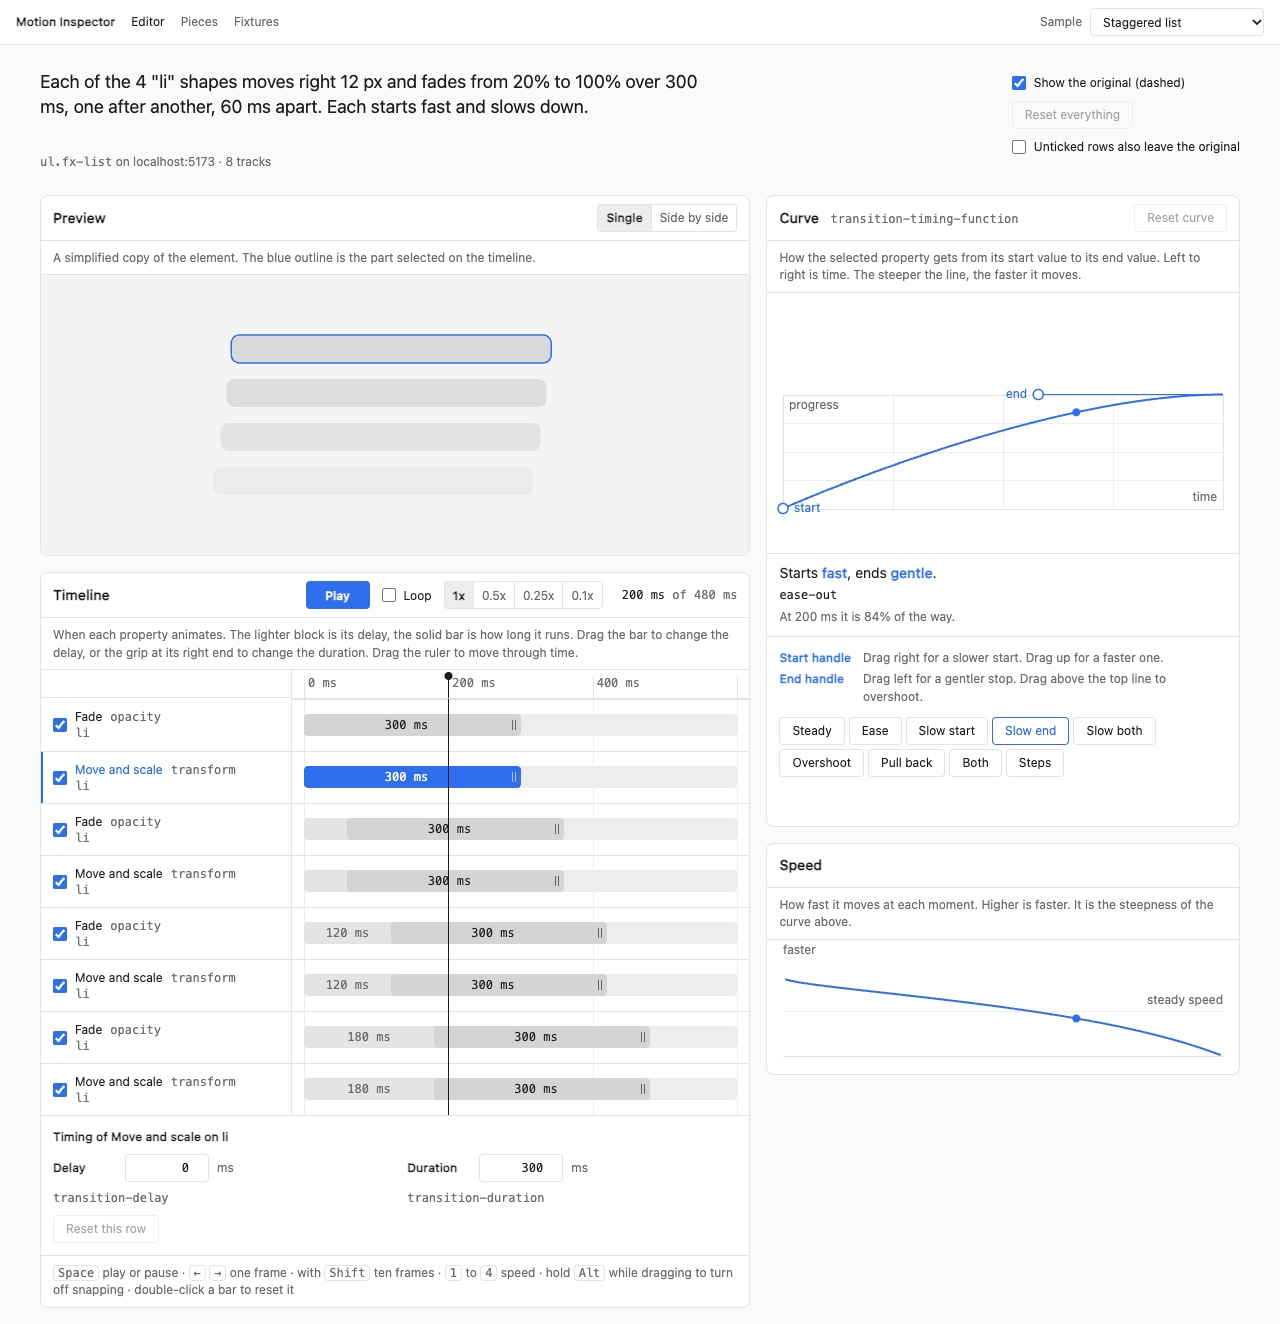 Motion Inspector Editor Pieces Fixtures
Sample Staggered list
Each of the 4 "li" shapes moves right 12 px and fades from 20% to 100% over 300
ms, one after another, 60 ms apart. Each starts fast and slows down.
ul.fx-list on localhost:5173 · 8 tracks
Show the original (dashed)
Reset everything
Unticked rows also leave the original
Preview
Single Side by side
A simplified copy of the element. The blue outline is the part selected on the timeline.
Timeline
Play Loop 1x 0.5x 0.25x 0.1x 200 ms of 480 ms
When each property animates. The lighter block is its delay, the solid bar is how long it runs. Drag the bar to change the
delay, or the grip at its right end to change the duration. Drag the ruler to move through time.
0 ms 200 ms 400 ms
Fade opacity
li
300 ms
Move and scale transform
li
300 ms
Fade opacity
li
300 ms
Move and scale transform
li
300 ms
Fade opacity
li
120 ms 300 ms
Move and scale transform
li
120 ms 300 ms
Fade opacity
li
180 ms 300 ms
Move and scale transform
li
180 ms 300 ms
Timing of Move and scale on li
Delay 0 ms
transition-delay
Duration 300 ms
transition-duration
Reset this row
Space play or pause · ← → one frame · with Shift ten frames · 1 to 4 speed · hold Alt while dragging to turn
off snapping · double-click a bar to reset it
Curve transition-timing-function
Reset curve
How the selected property gets from its start value to its end value. Left to
right is time. The steeper the line, the faster it moves.
end
progress
time
start
Starts fast, ends gentle.
ease-out
At 200 ms it is 84% of the way.
Start handle Drag right for a slower start. Drag up for a faster one.
End handle Drag left for a gentler stop. Drag above the top line to
overshoot.
Steady Ease Slow start Slow end Slow both
Overshoot Pull back Both Steps
Speed
How fast it moves at each moment. Higher is faster. It is the steepness of the
curve above.
faster
steady speed